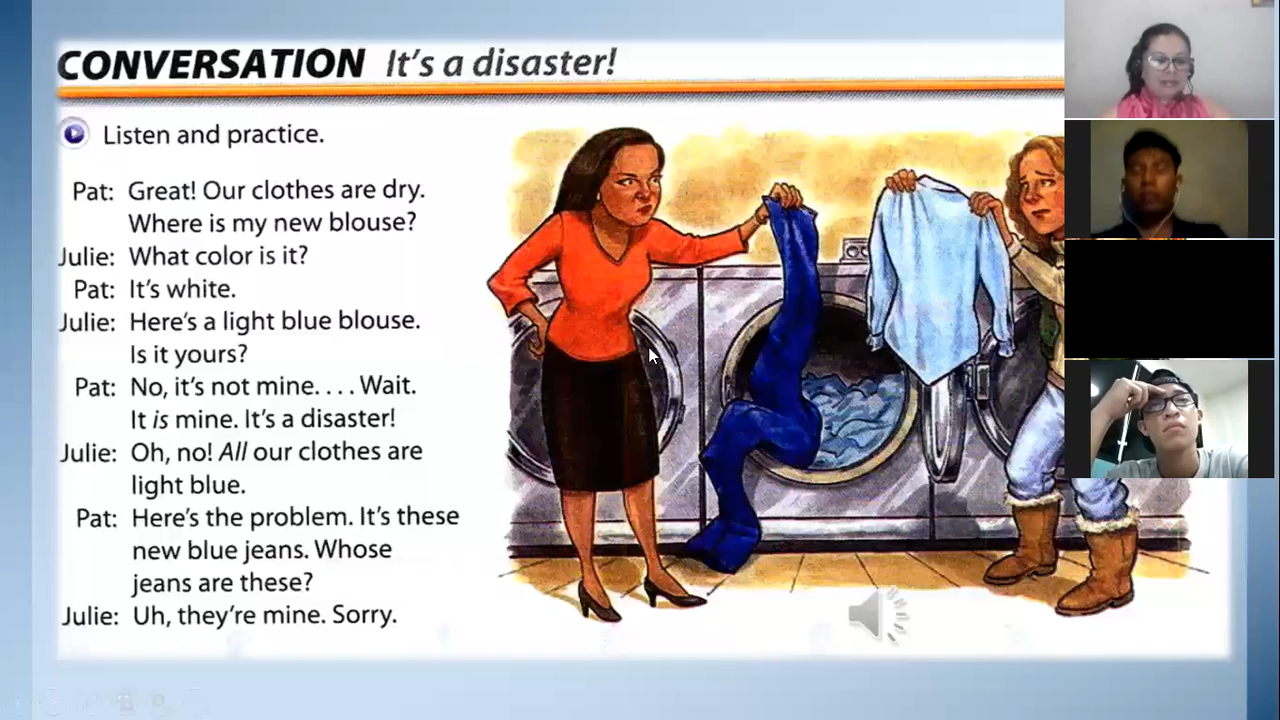 CONVERSATION It's a disaster!
Listen and practice.
Pat: Great! Our clothes are dry.
Where is my new blouse?
Julie: What color is it?
Pat: It's white.
Julie: Here's a light blue blouse.
Is it yours?
Pat: No, it's not mine. . . . Wait.
It is mine. It's a disaster!
Julie: Oh, no! All our clothes are
light blue.
Pat: Here's the problem. It's these
new blue jeans. Whose
jeans are these?
Julie: Uh, they're mine. Sorry.